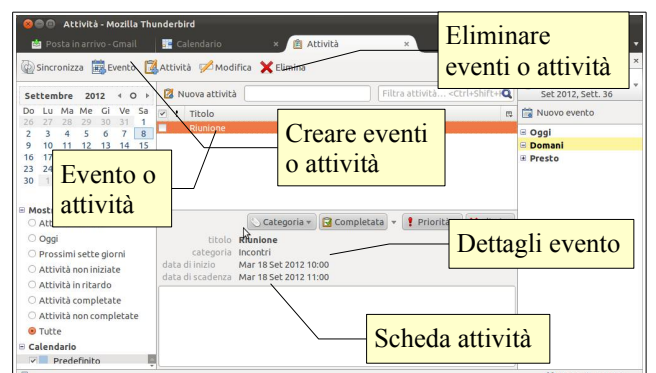 Attività - Mozilla Thunderbird
Posta in arrivo - Gmail
Calendario
Attività
Sincronizza
Evento
Attività
Modifica
Elimina
Eliminare
eventi o attività
Settembre 2012
Do Lu Ma Me Gi Ve Sa
26 27 28 29 30 31 1
2 3 4 5 6 7 8
9 10 11 12 13 14 15
16
23
30
Nuova attività
Filtra attività... <Ctrl+Shift+
Set 2012, Sett. 36
Titolo
Riunione
Nuovo evento
Oggi
Domani
Presto
Creare eventi
o attività
Evento o
attività
Oggi
Prossimi sette giorni
Attività non iniziate
Attività in ritardo
Attività completate
Attività non completate
Tutte
Calendario
Predefinito
Categoria
Completata
Priorità
titolo Riunione
categoria Incontri
data di inizio Mar 18 Set 2012 10:00
data di scadenza Mar 18 Set 2012 11:00
Dettagli evento
Scheda attività